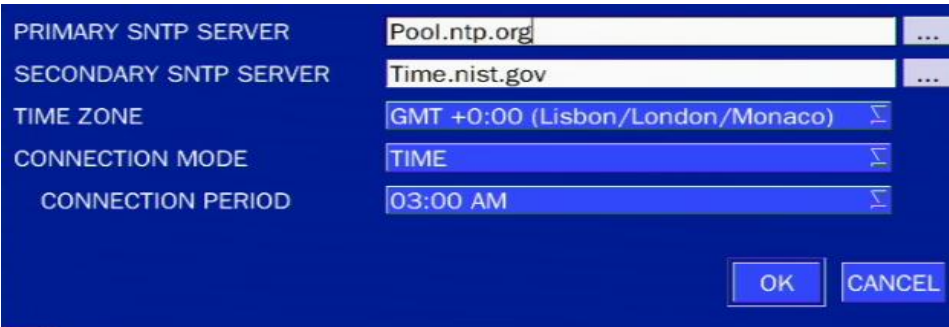 PRIMARY SNTP SERVER Pool.ntp.org ...
SECONDARY SNTP SERVER Time.nist.gov ...
TIME ZONE GMT +0:00 (Lisbon/London/Monaco)
CONNECTION MODE TIME
CONNECTION PERIOD 03:00 AM
OK CANCEL